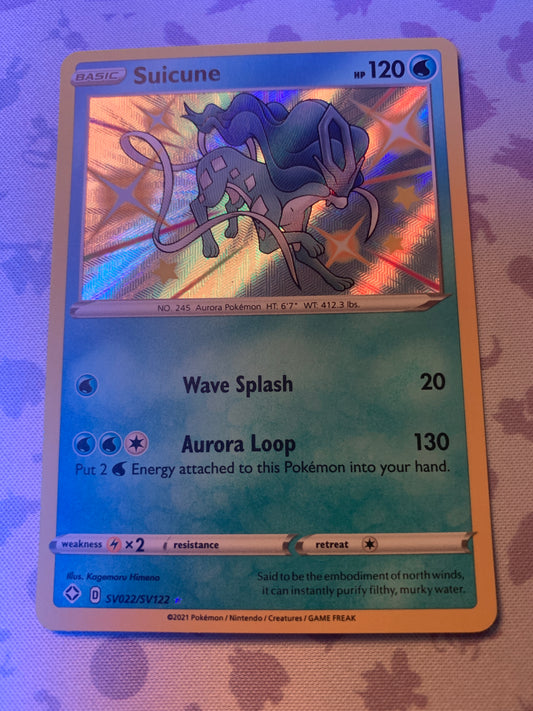 BASIC Suicune HP 120
NO. 245 Aurora Pokémon HT: 6'7" WT: 412.3 lbs.
Wave Splash 20
Aurora Loop 130
Put 2 Energy attached to this Pokémon into your hand.
weakness ×2 resistance retreat
Illus. Kagemaru Himeno
Said to be the embodiment of north winds,
it can instantly purify filthy, murky water.
D SV022/SV122
©2021 Pokémon / Nintendo / Creatures / GAME FREAK